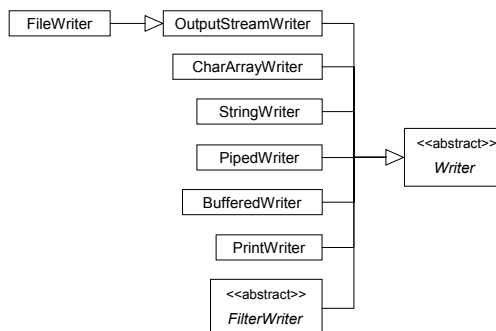 FileWriter
OutputStreamWriter
CharArrayWriter
StringWriter
PipedWriter
BufferedWriter
PrintWriter
<<abstract>>
FilterWriter
<<abstract>>
Writer